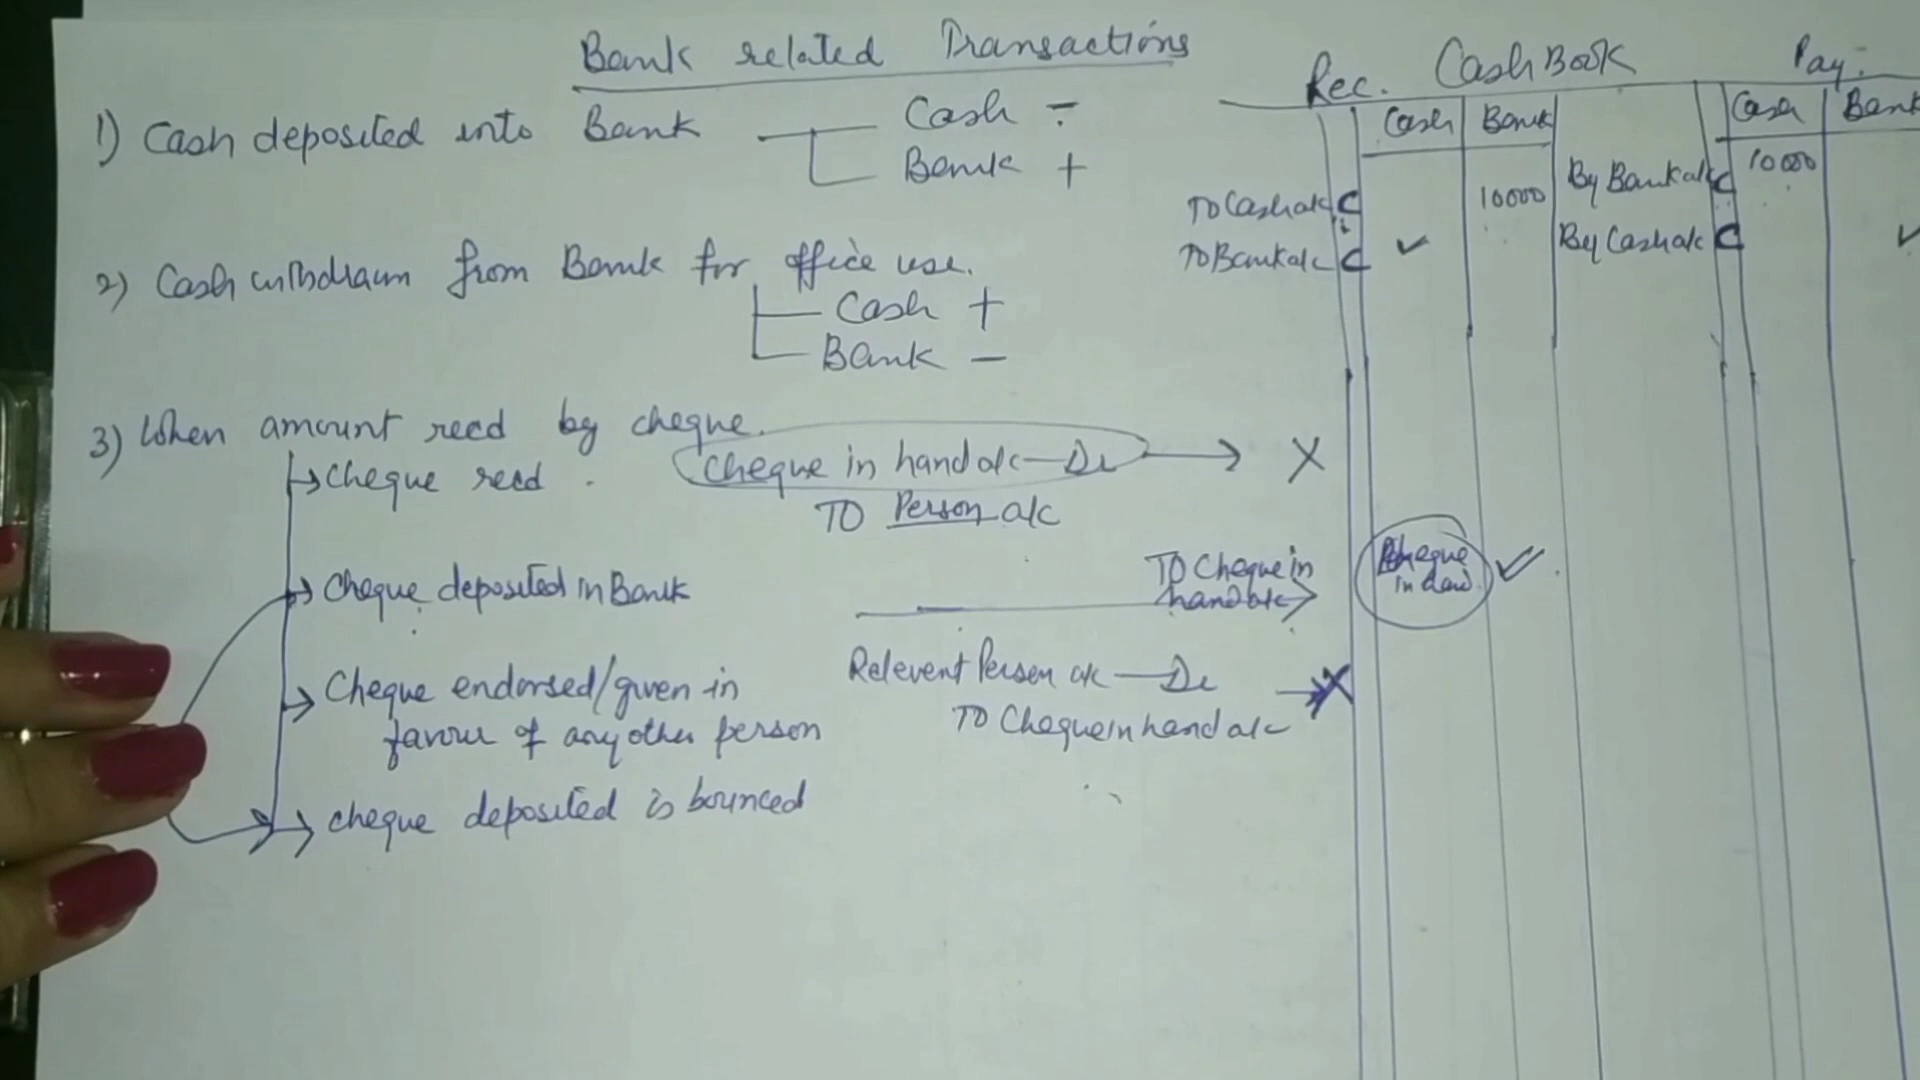 Bank related Transactions
1) Cash deposited into Bank
Cash -
Bank +
2) Cash withdrawn from Bank for office use.
Cash +
Bank -
3) When amount recd by cheque.
Cheque recd.
Cheque in hand a/c - Dr
TO Person a/c
Cheque deposited in Bank
Cheque endorsed/given in
favour of any other person
Relevent Person a/c - Dr
TO Cheque in hand a/c
cheque deposited is bounced
Rec. Cash Book Pay.
Cash Bank Cash Bank
TO Cash a/c C 10000 By Bank a/c C 10000
TO Bank a/c C ✓ By Cash a/c C ✓
X
TO Cheque in
hand a/c
Cheque
in
✓
X